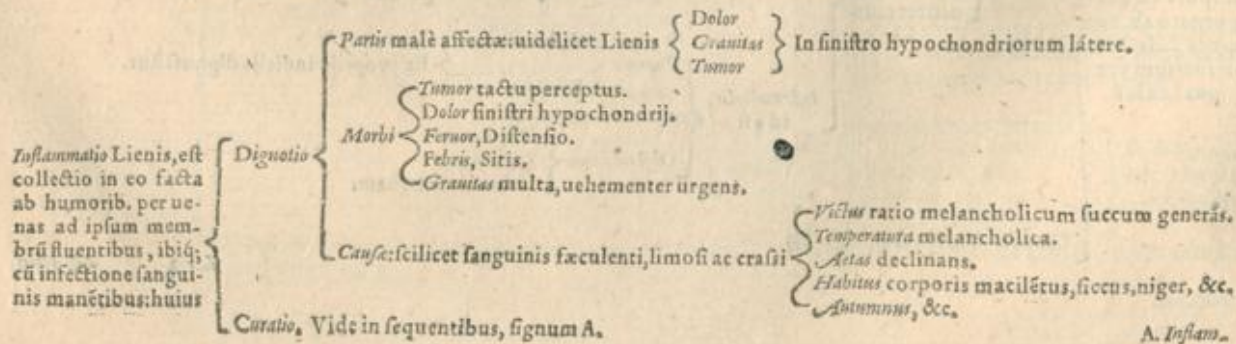 Inflammatio Lienis, eſt
collectio in eo facta
ab humorib. per ue-
nas ad ipſum mem-
brũ fluentibus, ibiq́;
cũ infectione ſangui-
nis manẽtibus: huius
Dignotio
Partis malè affectæ: uidelicet Lienis
Dolor
Grauitas
Tumor
In ſiniſtro hypochondriorum látere.
Morbi
Tumor tactu perceptus.
Dolor ſiniſtri hypochondrij.
Feruor, Diſtenſio.
Febris, Sitis.
Grauitas multa, uehementer urgens.
Cauſæ: ſcilicet ſanguinis fæculenti, limoſi ac craſſi
Victus ratio melancholicum ſuccum generãs.
Temperatura melancholica.
Aetas declinans.
Habitus corporis macilẽtus, ſiccus, niger, &c.
Autumnus, &c.
Curatio. Vide in ſequentibus, ſignum A.
A. Inflam-